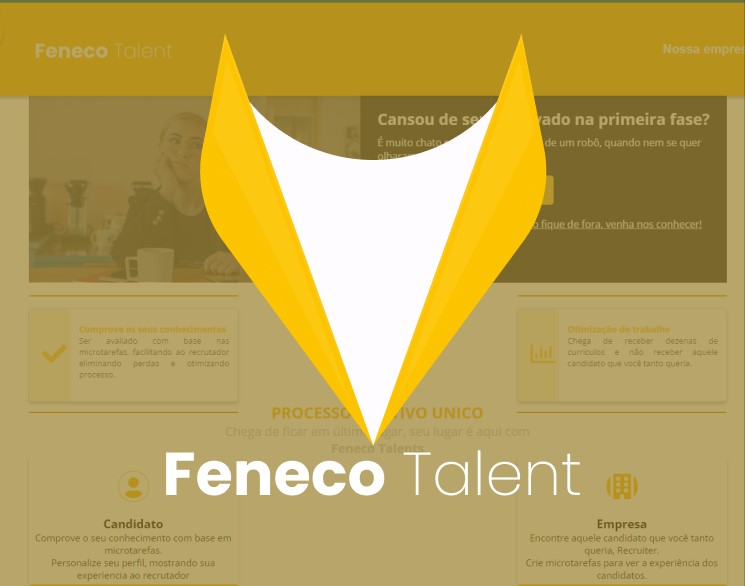 Feneco Talent
Nossa empres
Cansou de se vado na primeira fase?
É muito chato de um robô, quando nem se quer
olhara
o fique de fora, venha nos conhecer!
Comprove os seus conhecimentos
Ser avaliado com base nas
microtarefas, facilitando ao recrutador
eliminando perdas e otimizando
processo.
Otimização de trabalho
Chega de receber dezenas de
curriculos e não receber aquele
candidato que você tanto queria.
PROCESSO TIVO UNICO
Chega de ficar em último lugar, seu lugar é aqui com
Feneco Talents
Feneco Talent
Candidato
Comprove o seu conhecimento com base em
microtarefas.
Personalize seu perfil, mostrando sua
experiencia ao recrutador
Empresa
Encontre aquele candidato que você tanto
queria, Recruiter.
Crie microtarefas para ver a experiência dos
candidatos.